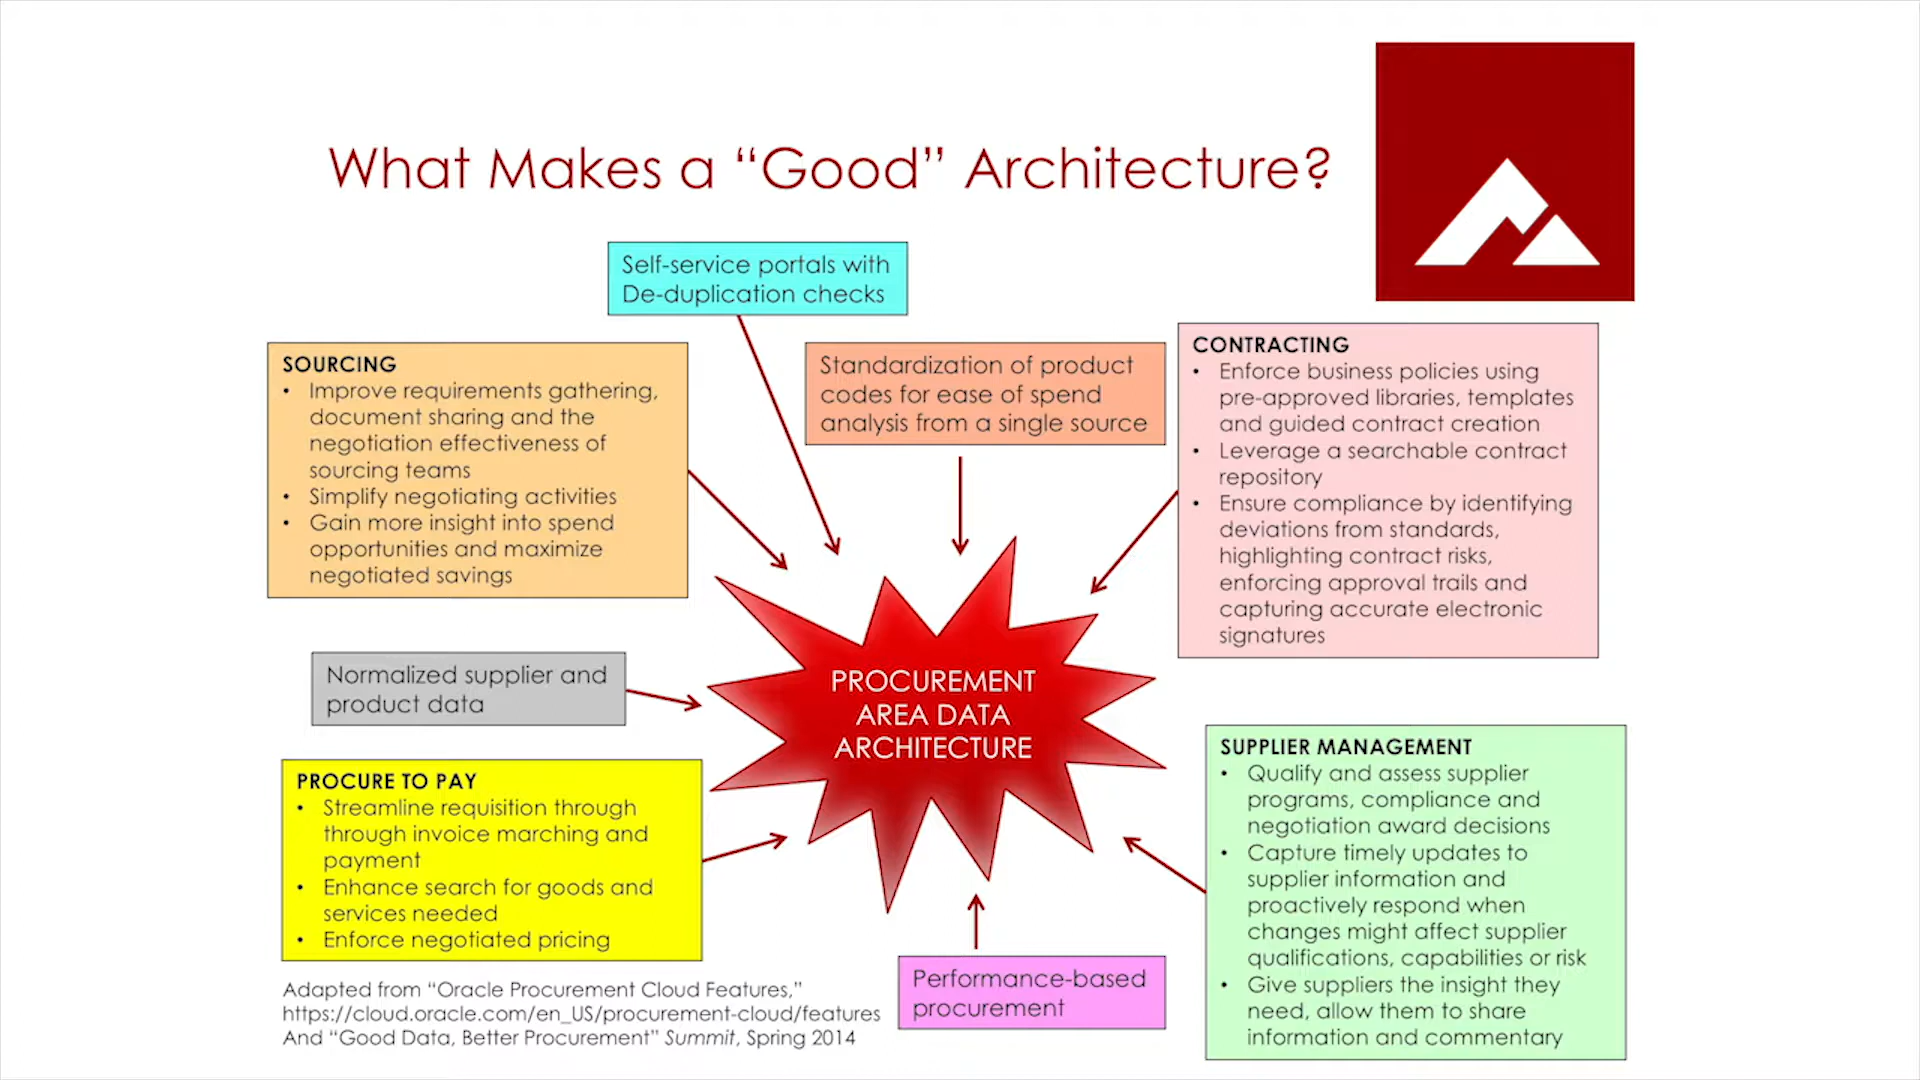 What Makes a “Good” Architecture?
Self-service portals with
De-duplication checks
SOURCING
• Improve requirements gathering,
document sharing and the
negotiation effectiveness of
sourcing teams
• Simplify negotiating activities
• Gain more insight into spend
opportunities and maximize
negotiated savings
Standardization of product
codes for ease of spend
analysis from a single source
CONTRACTING
• Enforce business policies using
pre-approved libraries, templates
and guided contract creation
• Leverage a searchable contract
repository
• Ensure compliance by identifying
deviations from standards,
highlighting contract risks,
enforcing approval trails and
capturing accurate electronic
signatures
Normalized supplier and
product data
PROCUREMENT
AREA DATA
ARCHITECTURE
PROCURE TO PAY
• Streamline requisition through
through invoice marching and
payment
• Enhance search for goods and
services needed
• Enforce negotiated pricing
SUPPLIER MANAGEMENT
• Qualify and assess supplier
programs, compliance and
negotiation award decisions
• Capture timely updates to
supplier information and
proactively respond when
changes might affect supplier
qualifications, capabilities or risk
• Give suppliers the insight they
need, allow them to share
information and commentary
Performance-based
procurement
Adapted from “Oracle Procurement Cloud Features,”
https://cloud.oracle.com/en_US/procurement-cloud/features
And “Good Data, Better Procurement” Summit, Spring 2014